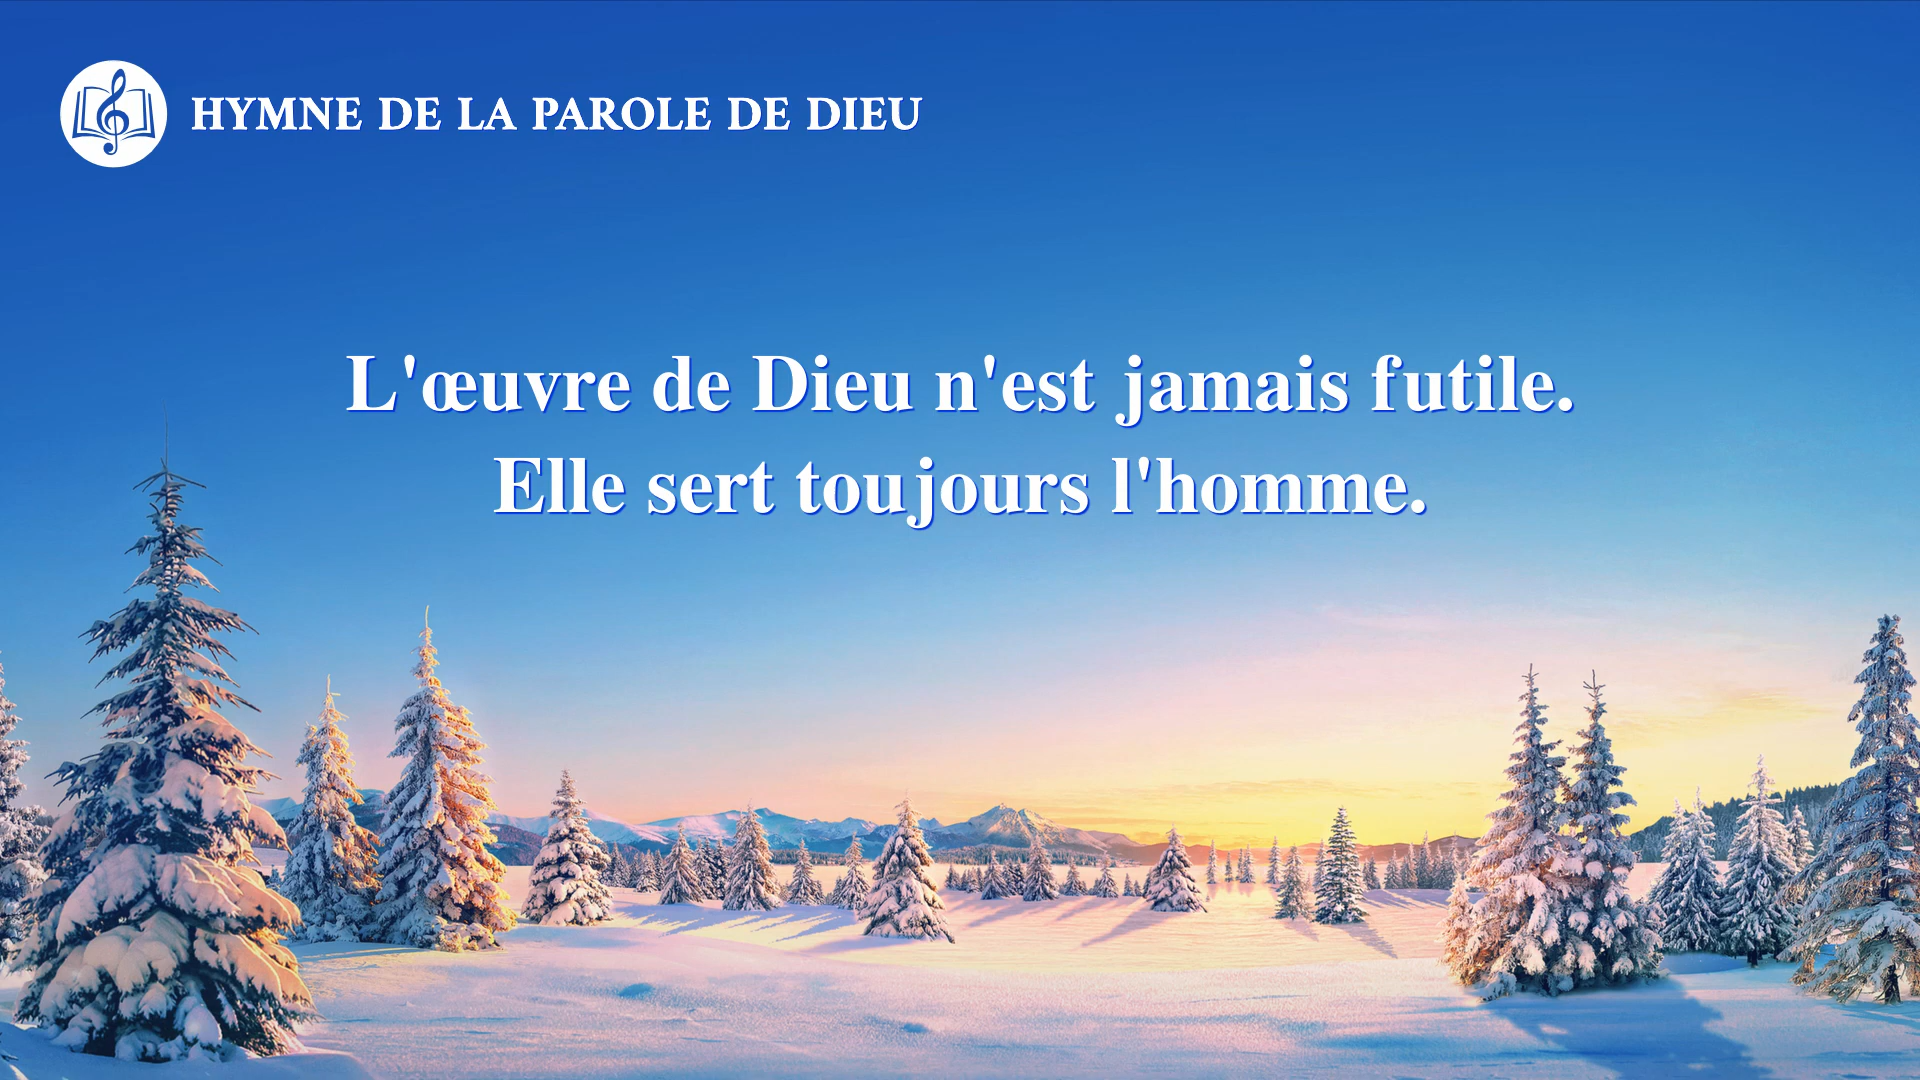 HYMNE DE LA PAROLE DE DIEU
L'œuvre de Dieu n'est jamais futile.
Elle sert toujours l'homme.